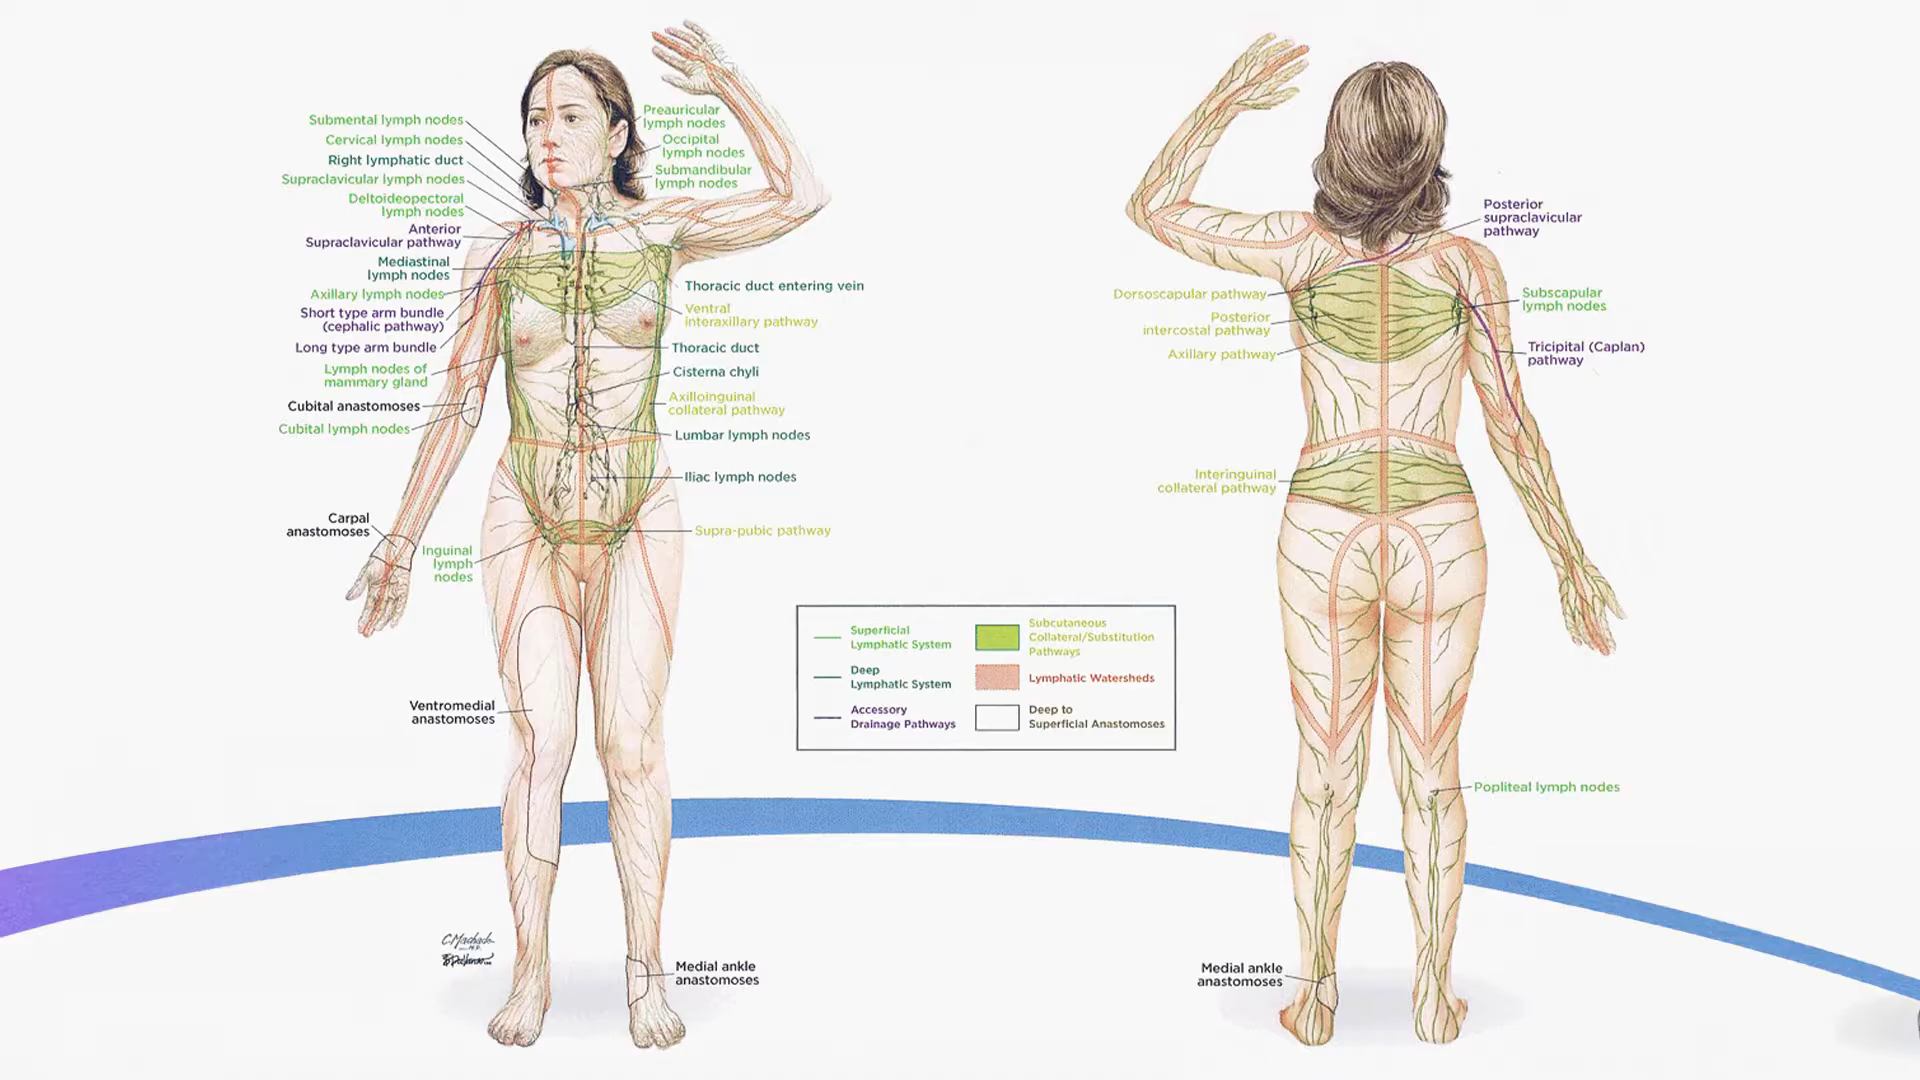 Submental lymph nodes
Cervical lymph nodes
Right lymphatic duct
Supraclavicular lymph nodes
Deltoideopectoral
lymph nodes
Anterior
Supraclavicular pathway
Mediastinal
lymph nodes
Axillary lymph nodes
Short type arm bundle
(cephalic pathway)
Long type arm bundle
Lymph nodes of
mammary gland
Cubital anastomoses
Cubital lymph nodes
Carpal
anastomoses
Inguinal
lymph
nodes
Ventromedial
anastomoses
Preauricular
lymph nodes
Occipital
lymph nodes
Submandibular
lymph nodes
Thoracic duct entering vein
Ventral
interaxillary pathway
Thoracic duct
Cisterna chyli
Axilloinguinal
collateral pathway
Lumbar lymph nodes
Iliac lymph nodes
Supra-pubic pathway
Medial ankle
anastomoses
C. Machado
M.D.
Superficial
Lymphatic System
Deep
Lymphatic System
Accessory
Drainage Pathways
Subcutaneous
Collateral/Substitution
Pathways
Lymphatic Watersheds
Deep to
Superficial Anastomoses
Dorsoscapular pathway
Posterior
intercostal pathway
Axillary pathway
Interinguinal
collateral pathway
Medial ankle
anastomoses
Posterior
supraclavicular
pathway
Subscapular
lymph nodes
Tricipital (Caplan)
pathway
Popliteal lymph nodes